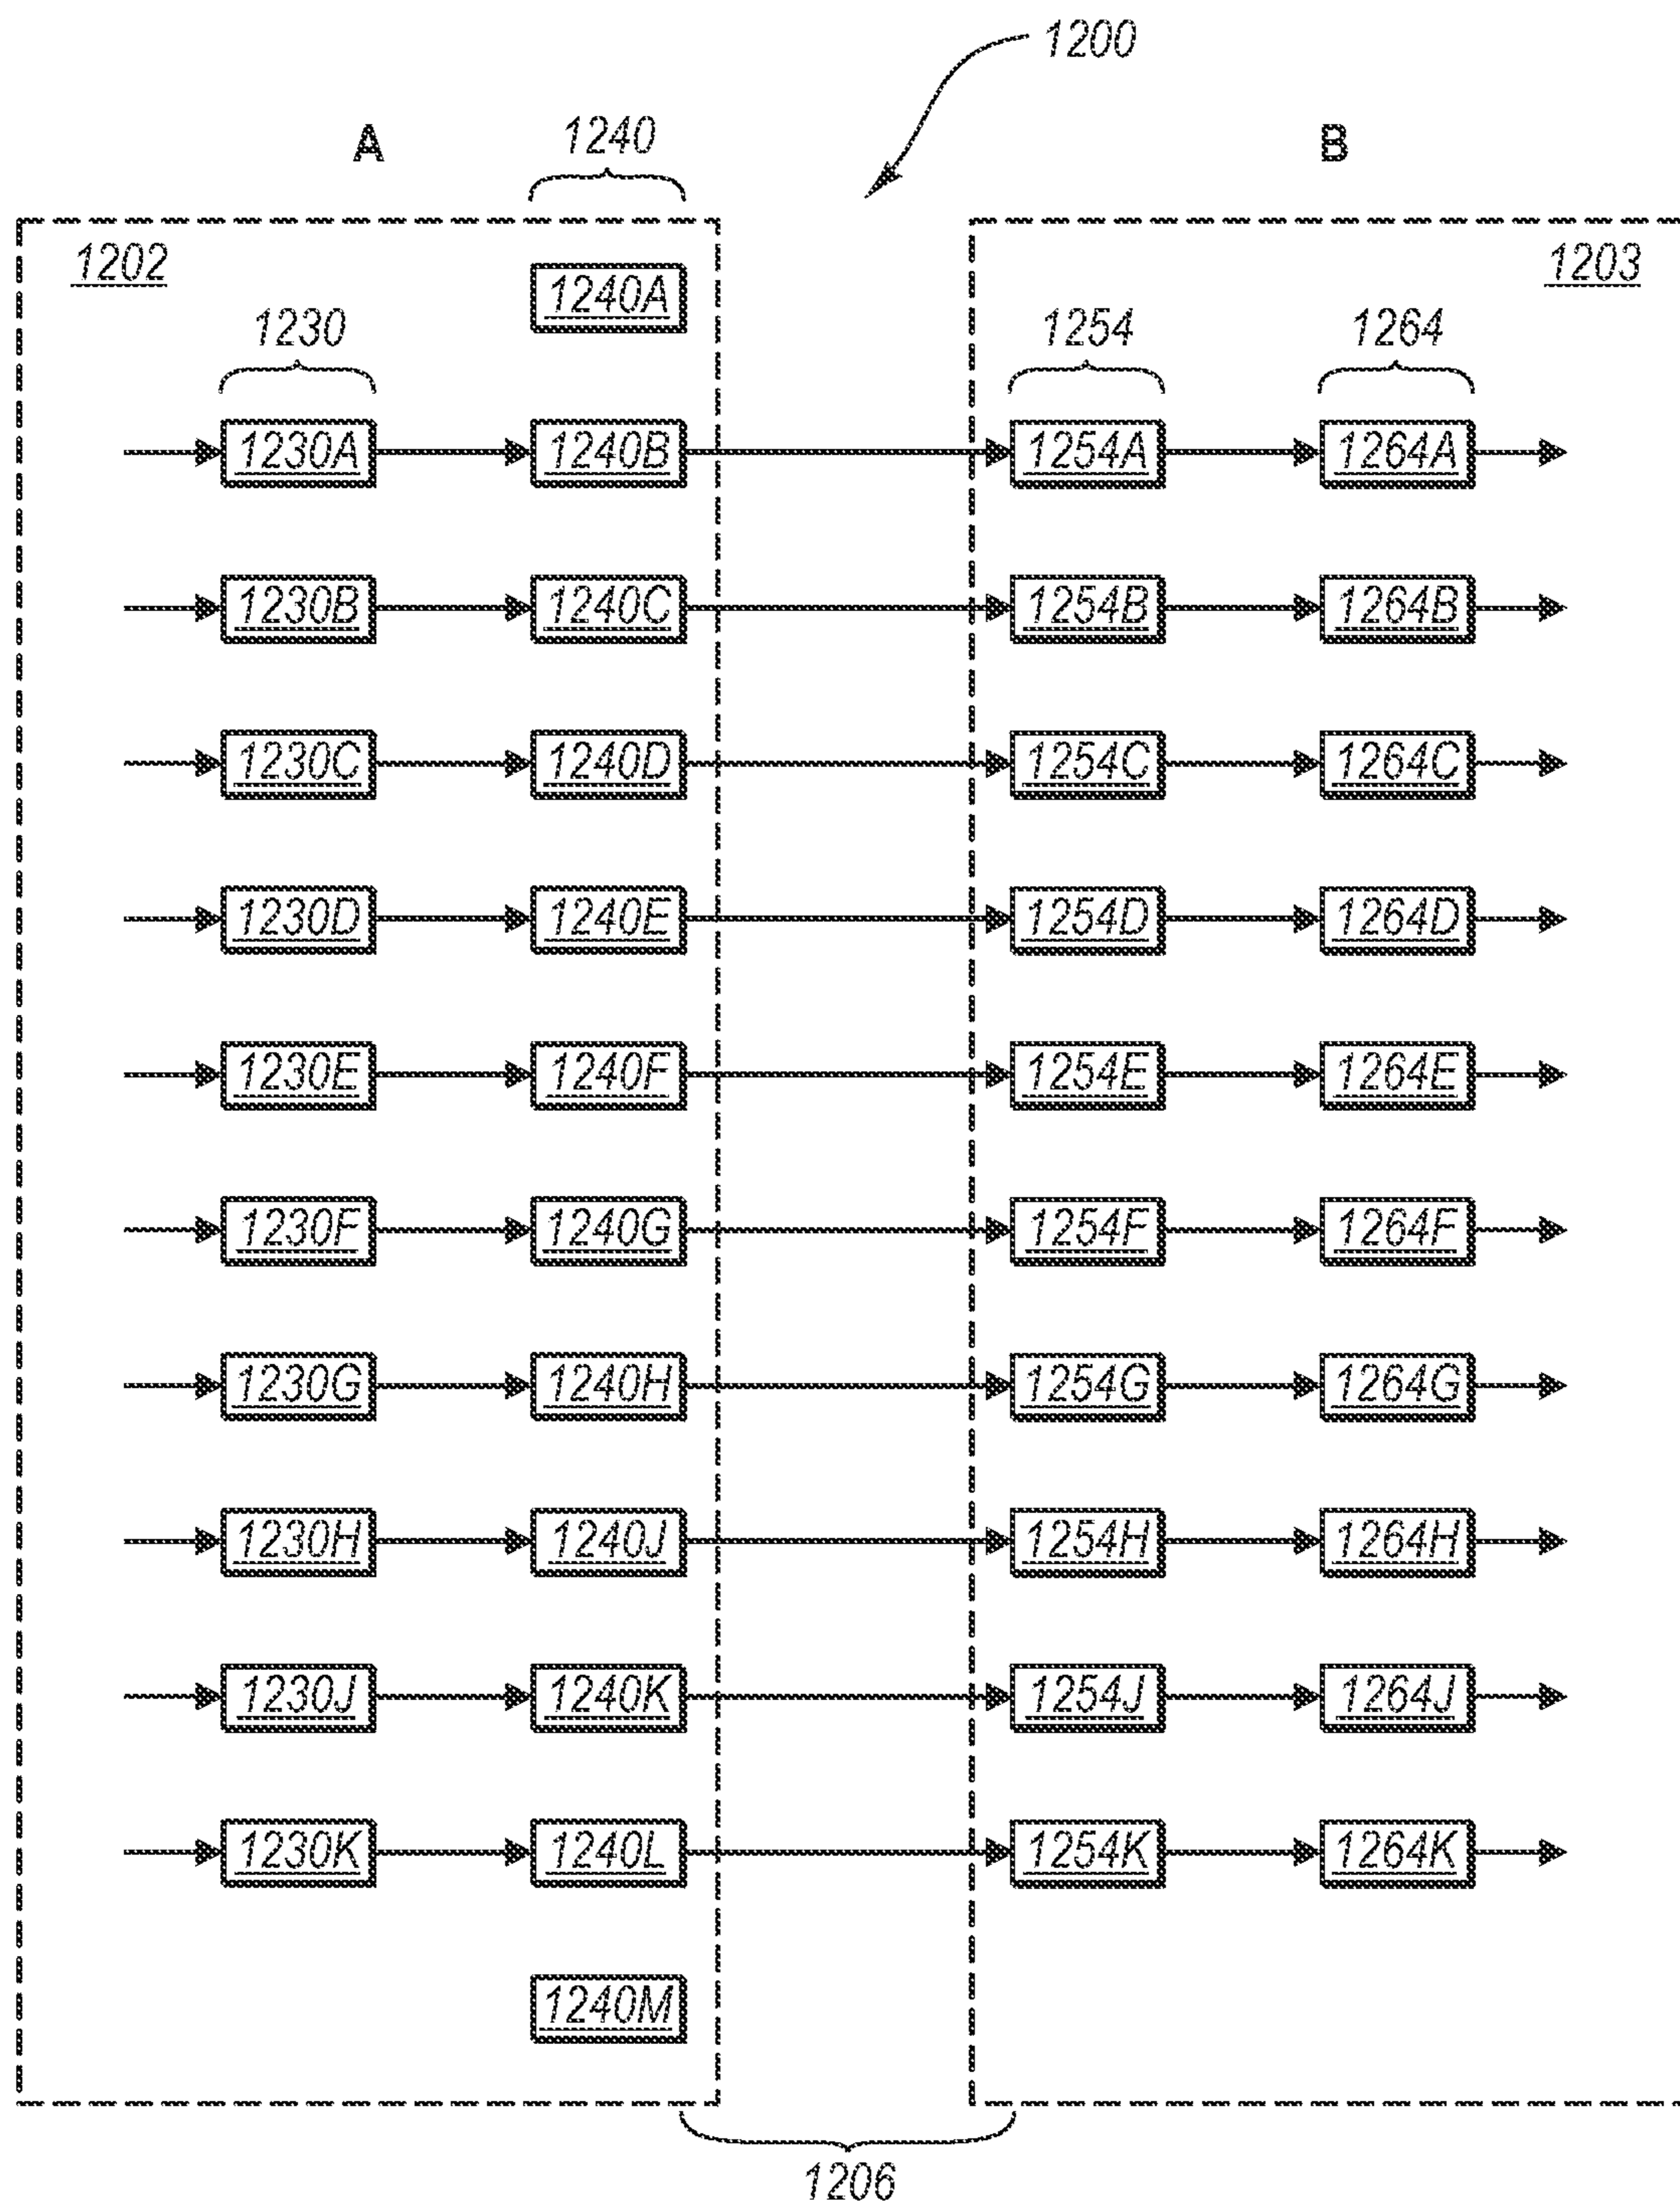 1200
A 1240 B
1202 1240A 1203
1230 1254 1264
1230A 1240B 1254A 1264A
1230B 1240C 1254B 1264B
1230C 1240D 1254C 1264C
1230D 1240E 1254D 1264D
1230E 1240F 1254E 1264E
1230F 1240G 1254F 1264F
1230G 1240H 1254G 1264G
1230H 1240J 1254H 1264H
1230J 1240K 1254J 1264J
1230K 1240L 1254K 1264K
1240M
1206